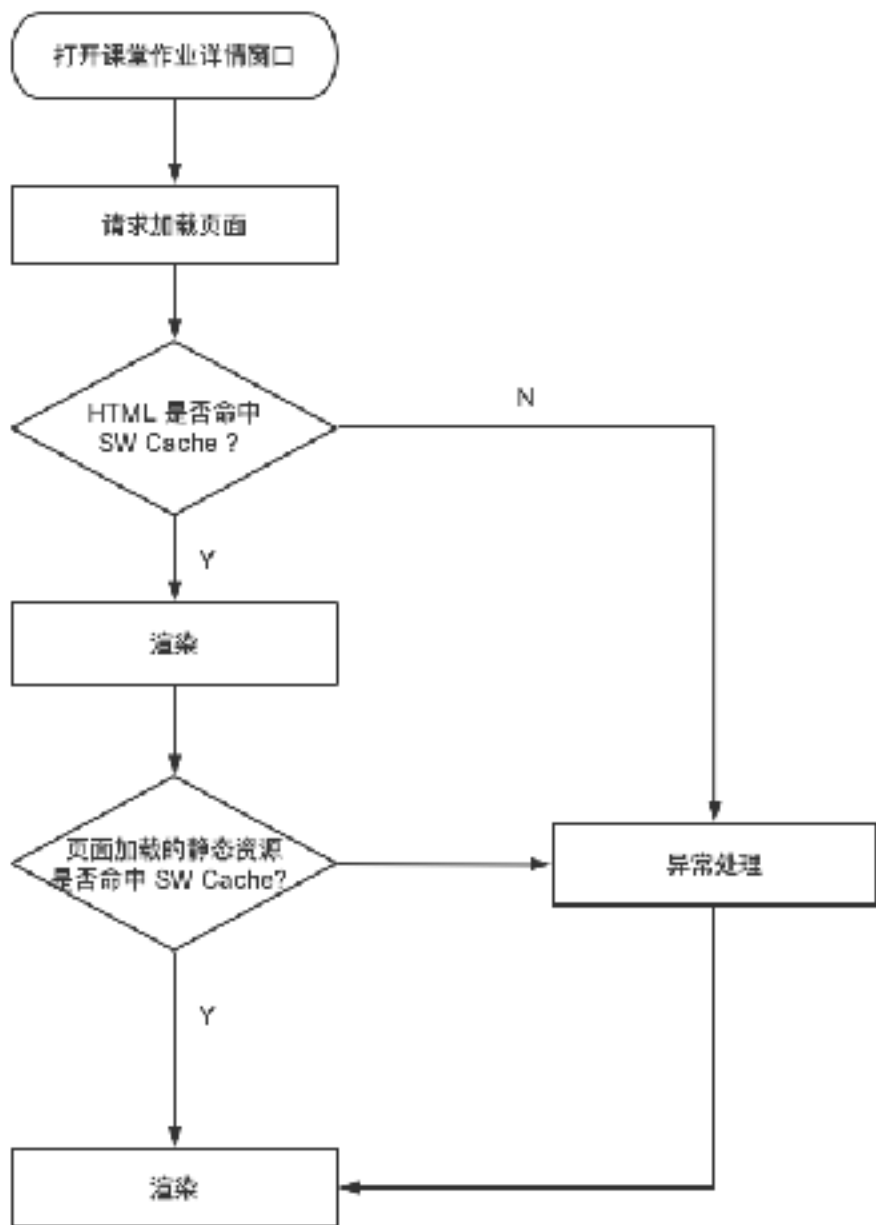 打开课堂作业详情窗口
请求加载页面
HTML 是否命中
SW Cache ?
N
Y
渲染
页面加载的静态资源
是否命中 SW Cache?
异常处理
Y
渲染